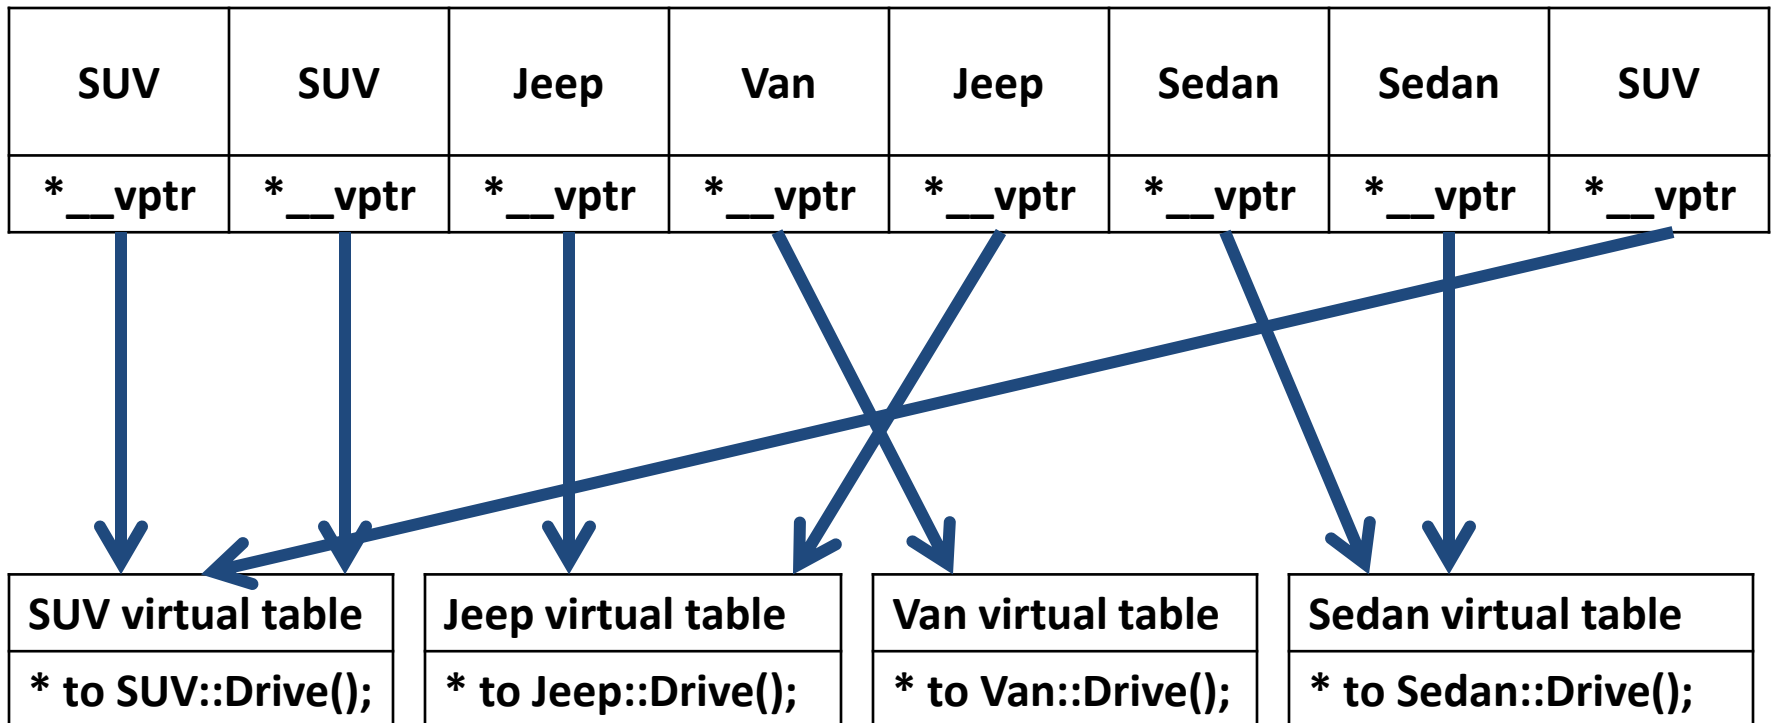 SUV SUV Jeep Van Jeep Sedan Sedan SUV
*__vptr *__vptr *__vptr *__vptr *__vptr *__vptr *__vptr *__vptr
SUV virtual table Jeep virtual table Van virtual table Sedan virtual table
* to SUV::Drive(); * to Jeep::Drive(); * to Van::Drive(); * to Sedan::Drive();